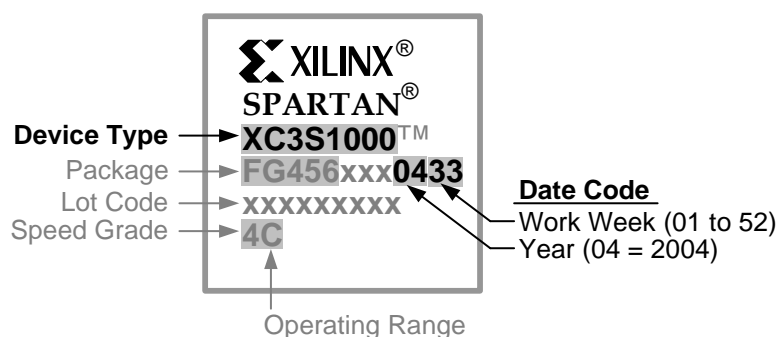 XILINX®
SPARTAN®
Device Type XC3S1000™
Package FG456xxx0433
Lot Code xxxxxxxxx
Speed Grade 4C
Operating Range
Date Code
Work Week (01 to 52)
Year (04 = 2004)